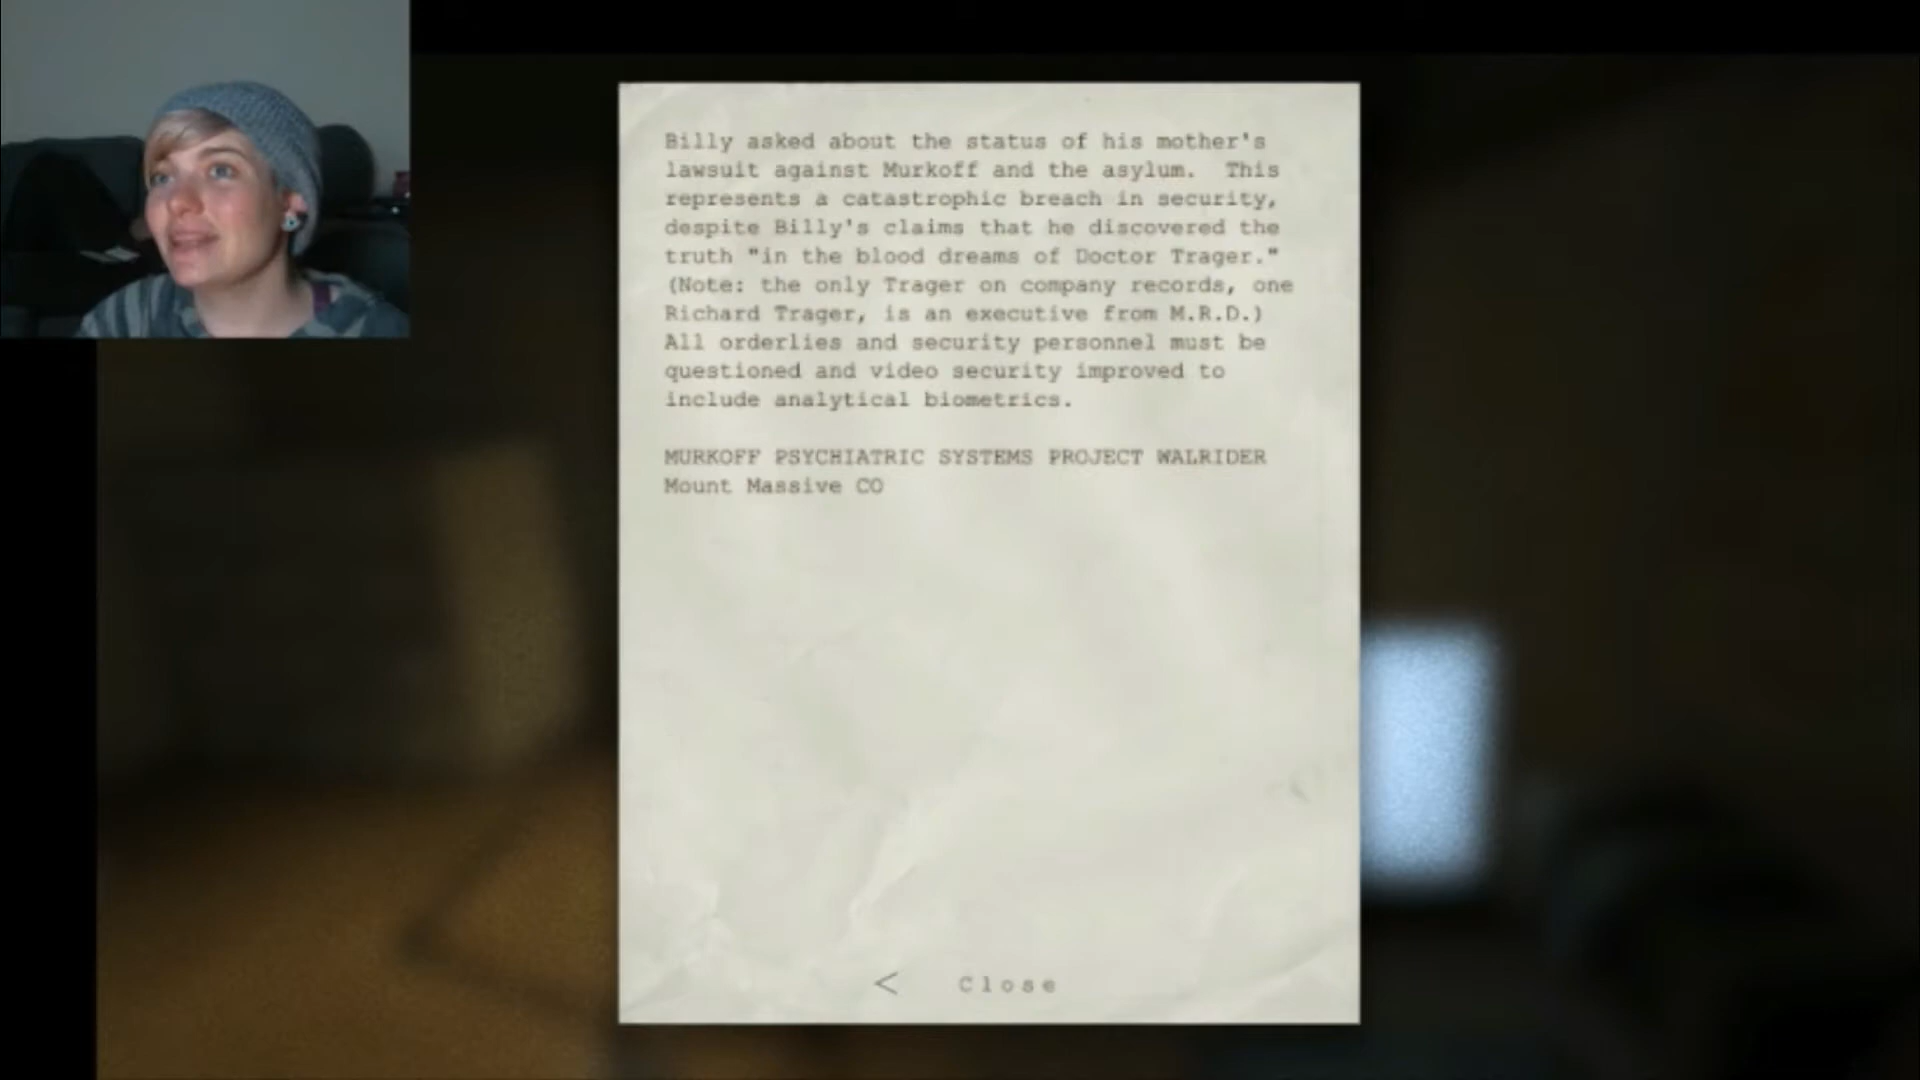 Billy asked about the status of his mother's
lawsuit against Murkoff and the asylum.  This
represents a catastrophic breach in security,
despite Billy's claims that he discovered the
truth "in the blood dreams of Doctor Trager."
(Note: the only Trager on company records, one
Richard Trager, is an executive from M.R.D.)
All orderlies and security personnel must be
questioned and video security improved to
include analytical biometrics.
MURKOFF PSYCHIATRIC SYSTEMS PROJECT WALRIDER
Mount Massive CO
< Close